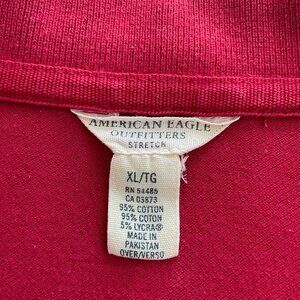 AMERICAN EAGLE
OUTFITTERS
STRETCH
XL/TG
RN 54485
CA 03873
95% COTTON
95% COTON
5% LYCRA®
MADE IN
PAKISTAN
OVER/VERSO